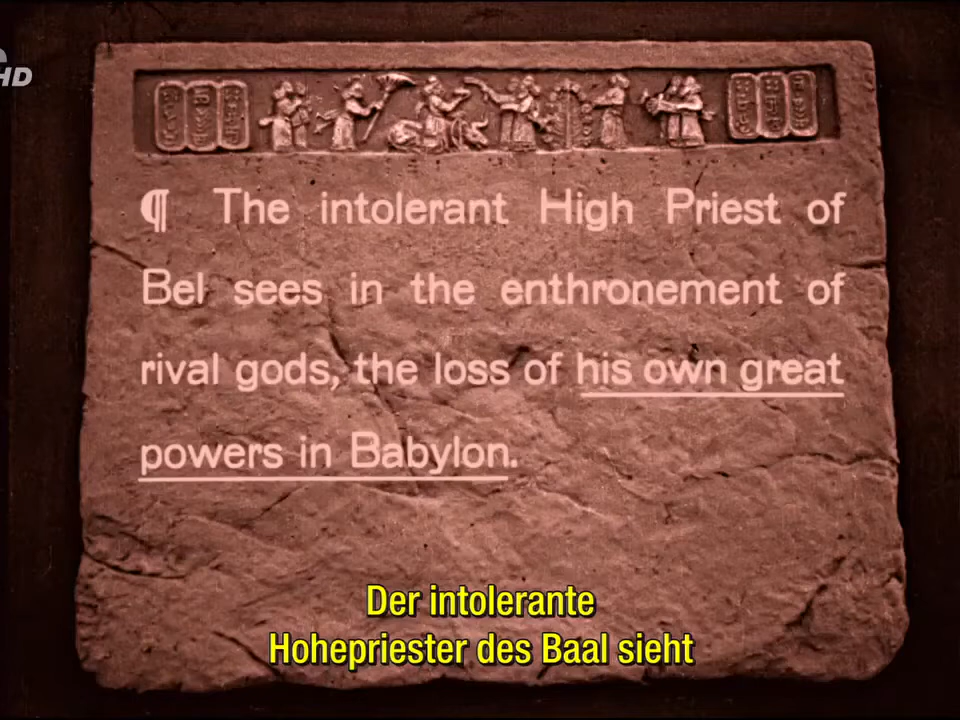 HD
¶ The intolerant High Priest of
Bel sees in the enthronement of
rival gods, the loss of his own great
powers in Babylon.
Der intolerante
Hohepriester des Baal sieht